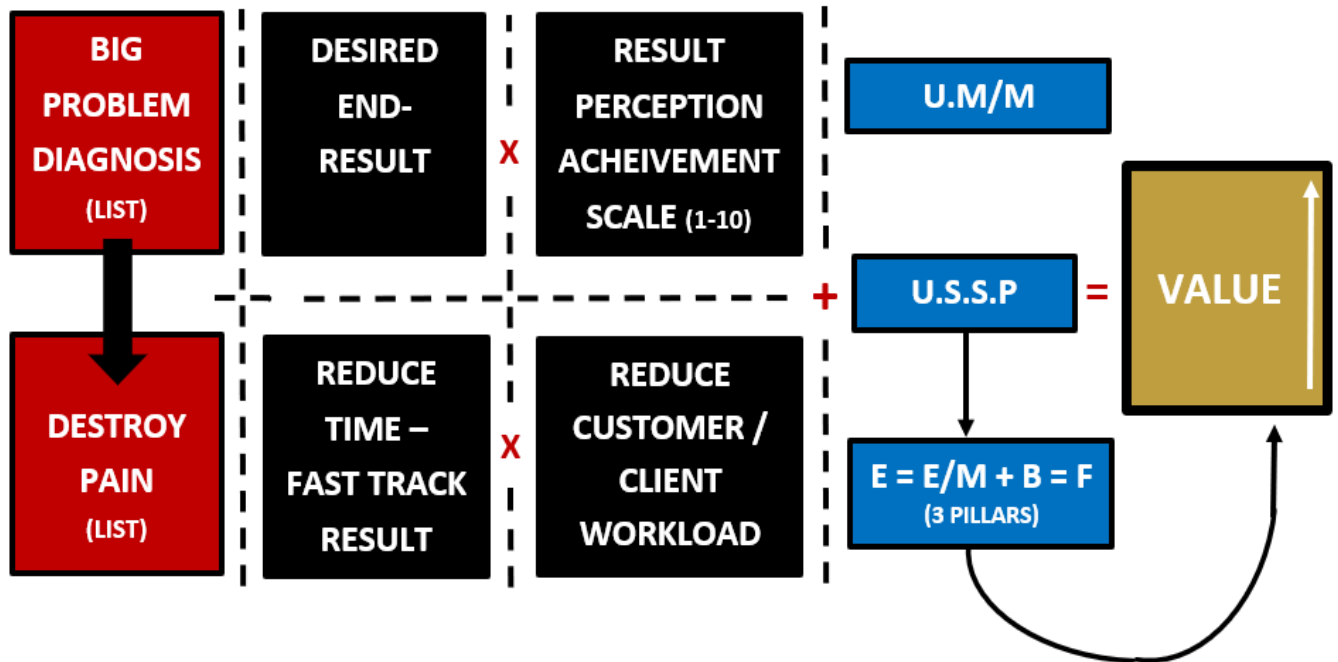 BIG
PROBLEM
DIAGNOSIS
(LIST)
DESTROY
PAIN
(LIST)
DESIRED
END-
RESULT
X
RESULT
PERCEPTION
ACHEIVEMENT
SCALE (1-10)
REDUCE
TIME –
FAST TRACK
RESULT
X
REDUCE
CUSTOMER /
CLIENT
WORKLOAD
+
U.M/M
U.S.S.P
E = E/M + B = F
(3 PILLARS)
=
VALUE